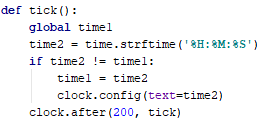 def tick():
    global time1
    time2 = time.strftime('%H:%M:%S')
    if time2 != time1:
        time1 = time2
        clock.config(text=time2)
    clock.after(200, tick)